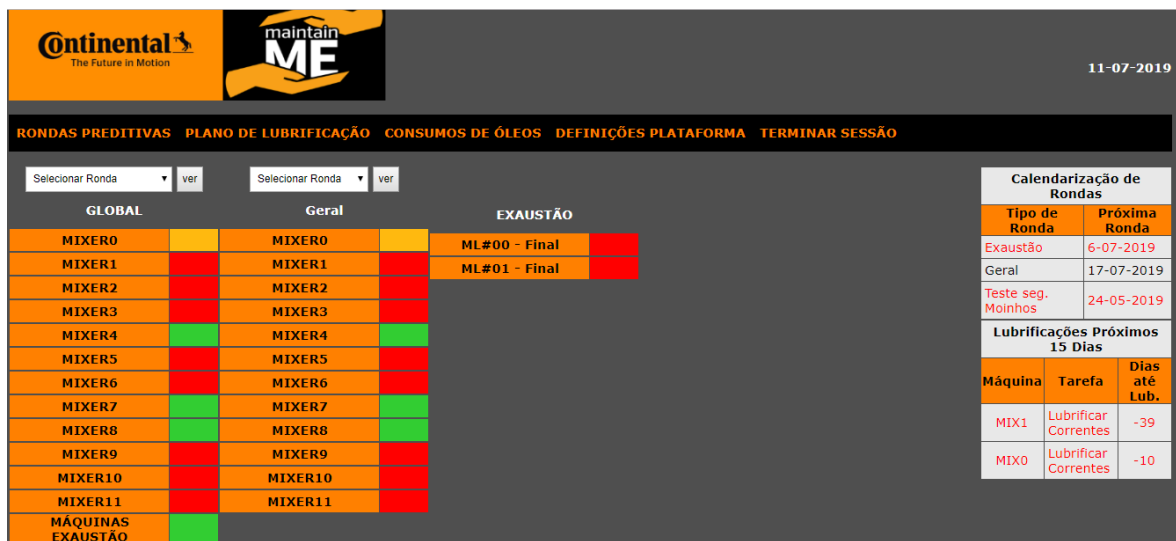 Continental
The Future in Motion
maintain
ME
11-07-2019
RONDAS PREDITIVAS PLANO DE LUBRIFICAÇÃO CONSUMOS DE ÓLEOS DEFINIÇÕES PLATAFORMA TERMINAR SESSÃO
Selecionar Ronda ver
Selecionar Ronda ver
GLOBAL
MIXER0
MIXER1
MIXER2
MIXER3
MIXER4
MIXER5
MIXER6
MIXER7
MIXER8
MIXER9
MIXER10
MIXER11
MÁQUINAS
EXAUSTÃO
Geral
MIXER0
MIXER1
MIXER2
MIXER3
MIXER4
MIXER5
MIXER6
MIXER7
MIXER8
MIXER9
MIXER10
MIXER11
EXAUSTÃO
ML#00 - Final
ML#01 - Final
Calendarização de
Rondas
Tipo de
Ronda
Próxima
Ronda
Exaustão 6-07-2019
Geral 17-07-2019
Teste seg.
Moinhos
24-05-2019
Lubrificações Próximos
15 Dias
Máquina Tarefa
Dias
até
Lub.
MIX1
Lubrificar
Correntes
-39
MIX0
Lubrificar
Correntes
-10